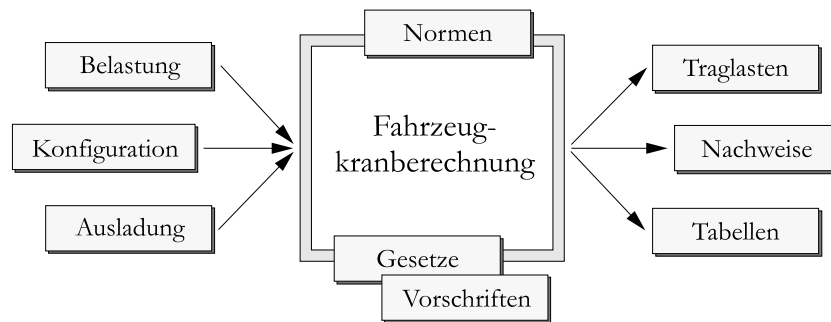 Normen
Belastung
Traglasten
Fahrzeug-
kranberechnung
Konfiguration
Nachweise
Ausladung
Tabellen
Gesetze
Vorschriften